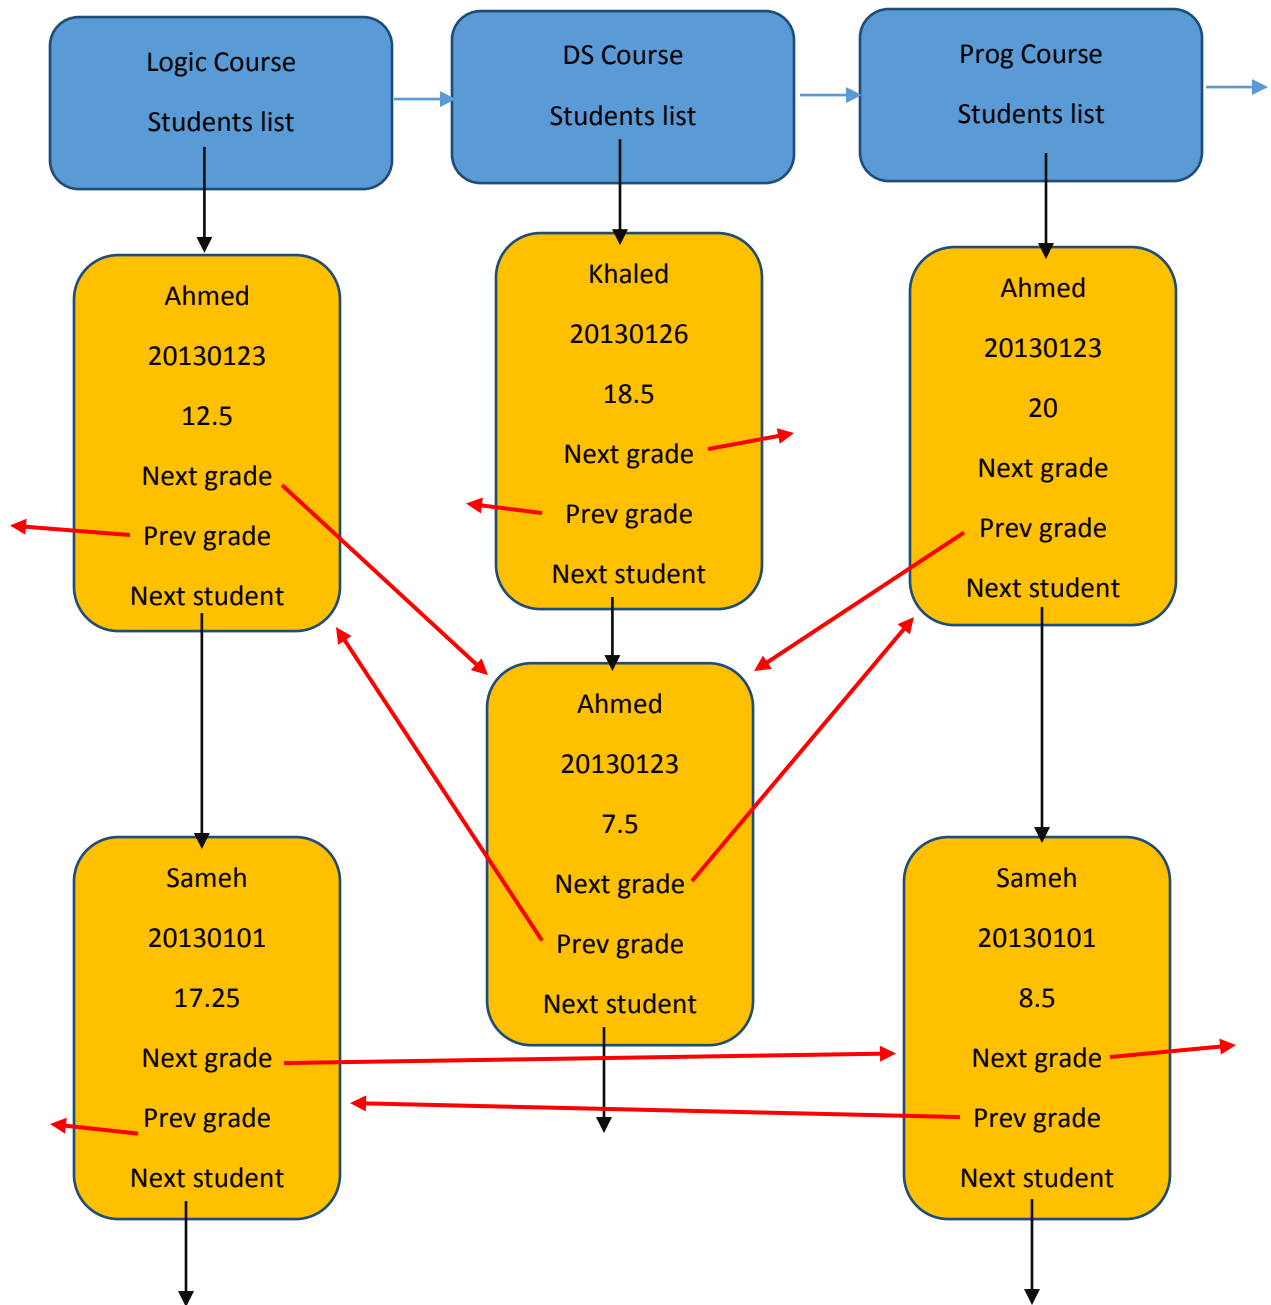 Logic Course
Students list
DS Course
Students list
Prog Course
Students list
Ahmed
20130123
12.5
Next grade
Prev grade
Next student
Khaled
20130126
18.5
Next grade
Prev grade
Next student
Ahmed
20130123
20
Next grade
Prev grade
Next student
Ahmed
20130123
7.5
Next grade
Prev grade
Next student
Sameh
20130101
17.25
Next grade
Prev grade
Next student
Sameh
20130101
8.5
Next grade
Prev grade
Next student